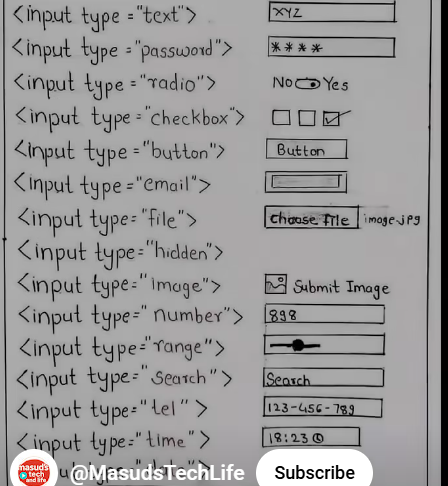 <input type="text"> XYZ
<input type="password"> ****
<input type="radio"> No Yes
<input type="checkbox">
<input type="button"> Button
<input type="email">
<input type="file"> choose file image.jpg
<input type="hidden">
<input type="image"> Submit Image
<input type="number"> 898
<input type="range">
<input type="Search"> Search
<input type="tel"> 123-456-789
<input type="time"> 18:23
masud's tech and life @MasudsTechLife Subscribe